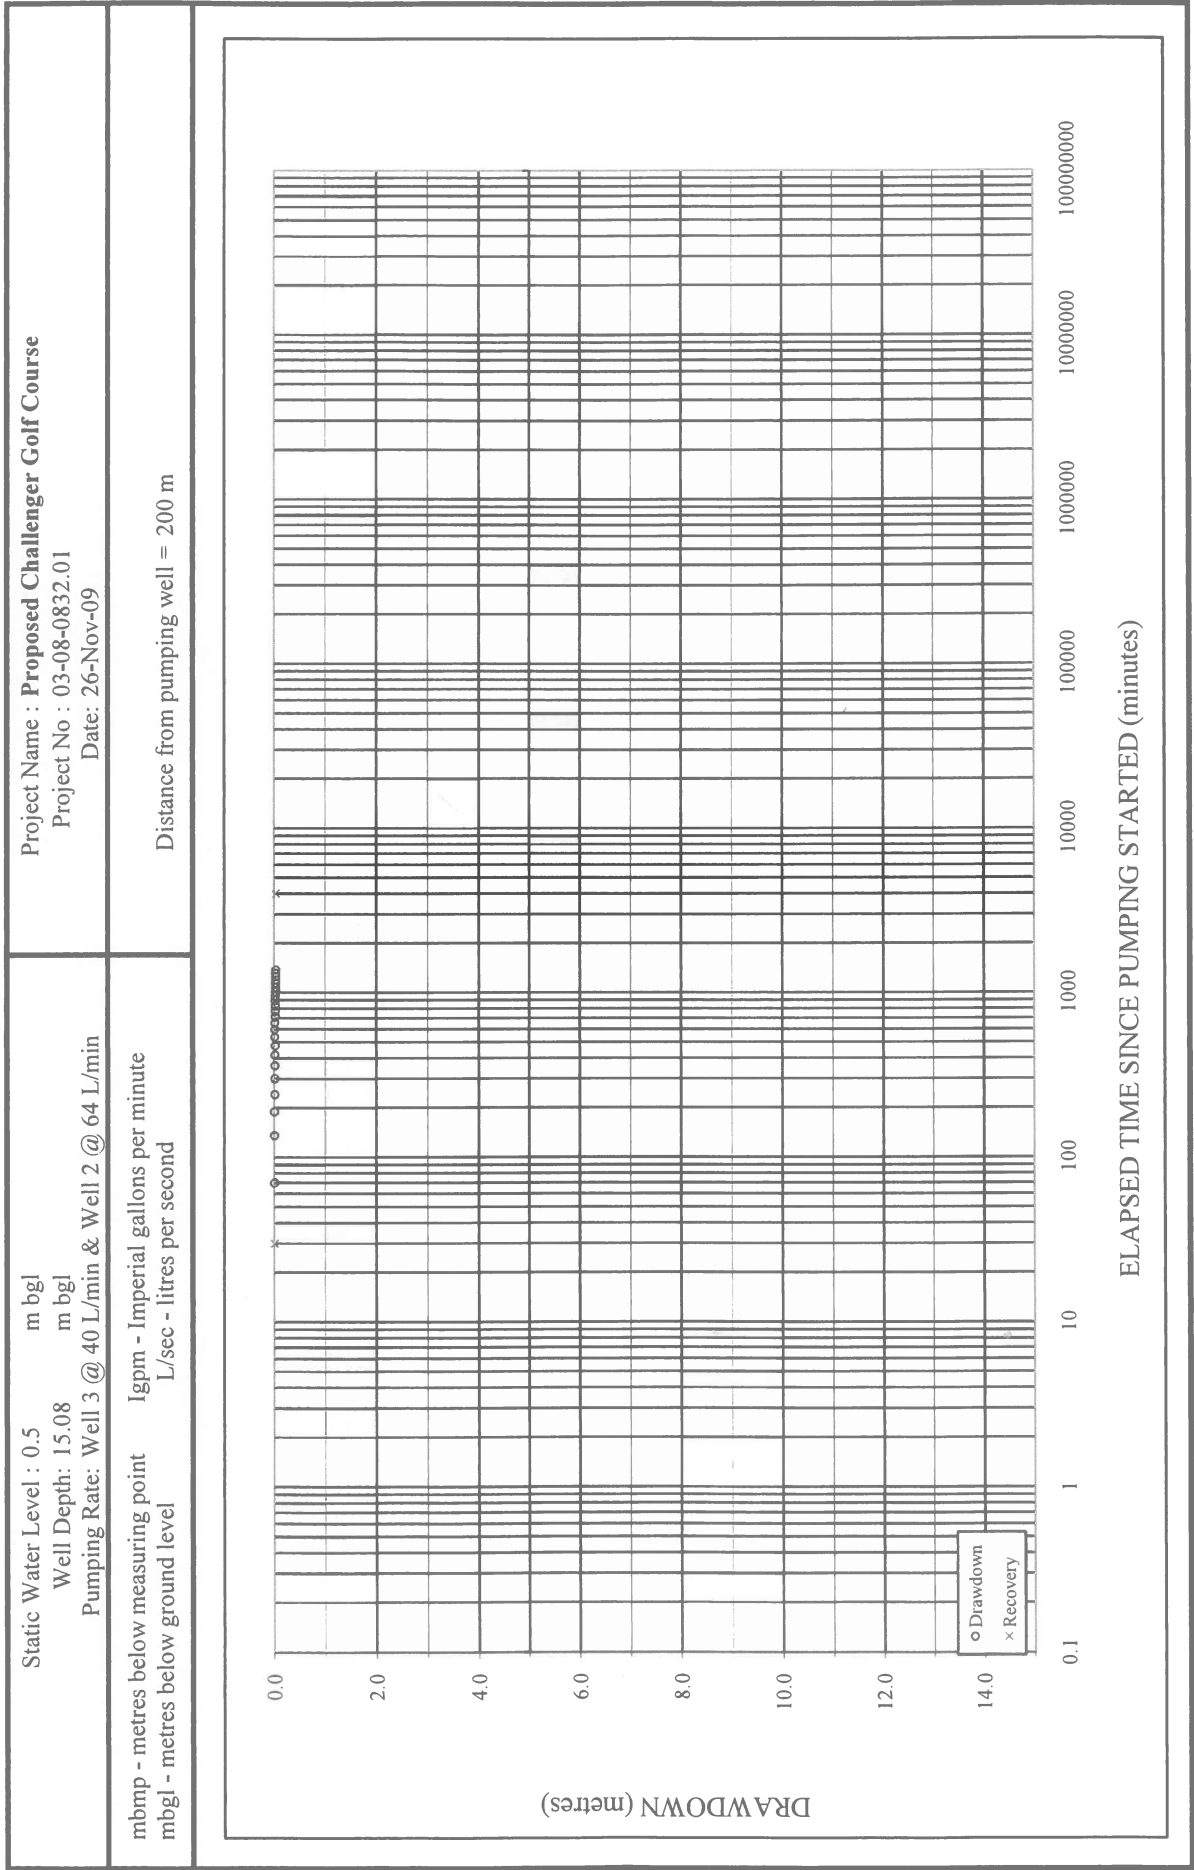 Static Water Level : 0.5 m bgl
Well Depth: 15.08 m bgl
Pumping Rate: Well 3 @ 40 L/min & Well 2 @ 64 L/min
Project Name : Proposed Challenger Golf Course
Project No : 03-08-0832.01
Date: 26-Nov-09
mbmp - metres below measuring point Igpm - Imperial gallons per minute
mbgl - metres below ground level L/sec - litres per second
Distance from pumping well = 200 m
DRAWDOWN (metres)
0.0
2.0
4.0
6.0
8.0
10.0
12.0
14.0
Drawdown
× Recovery
0.1 1 10 100 1000 10000 100000 1000000 10000000 100000000
ELAPSED TIME SINCE PUMPING STARTED (minutes)